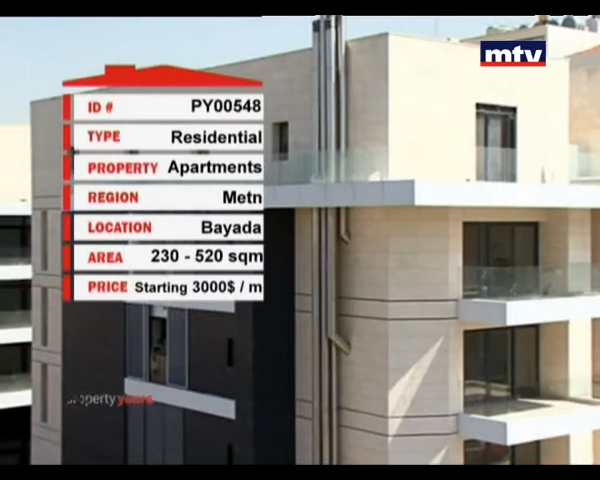 mtv
ID # PY00548
TYPE Residential
PROPERTY Apartments
REGION Metn
LOCATION Bayada
AREA 230 - 520 sqm
PRICE Starting 3000$ / m